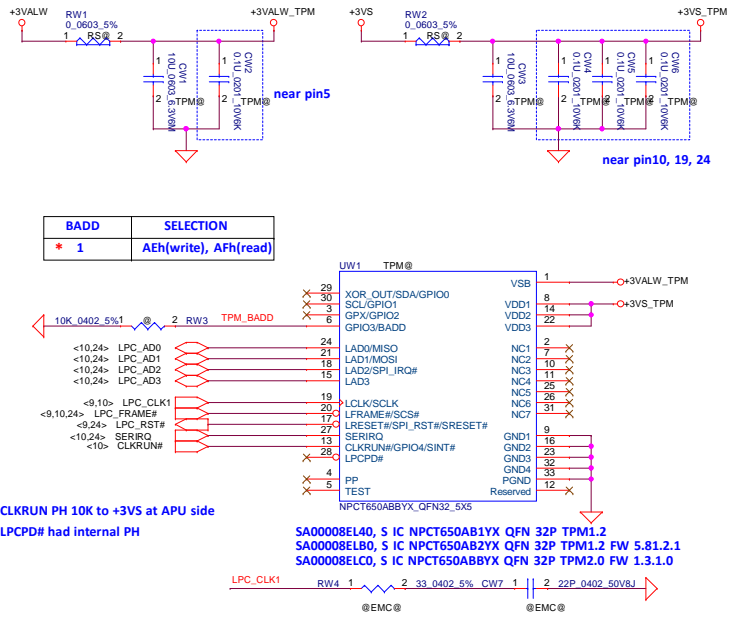 +3VALW
RW1
0_0603_5%
1 RS@ 2
+3VALW_TPM
1
2
CW1
10U_0603_6.3V6M
TPM@
1
2
CW2
0.1U_0201_10V6K
TPM@
near pin5
+3VS
RW2
0_0603_5%
1 RS@ 2
+3VS_TPM
1
2
CW3
10U_0603_6.3V6M
TPM@
1
2
CW4
0.1U_0201_10V6K
TPM@
1
2
CW5
0.1U_0201_10V6K
TPM@
1
2
CW6
0.1U_0201_10V6K
TPM@
near pin10, 19, 24
BADD SELECTION
* 1 AEh(write), AFh(read)
UW1 TPM@
29 XOR_OUT/SDA/GPIO0
30 SCL/GPIO1
3 GPX/GPIO2
10K_0402_5% 1 @ 2 RW3 TPM_BADD 6 GPIO3/BADD
<10,24> LPC_AD0 24 LAD0/MISO
<10,24> LPC_AD1 21 LAD1/MOSI
<10,24> LPC_AD2 18 LAD2/SPI_IRQ#
<10,24> LPC_AD3 15 LAD3
<9,10> LPC_CLK1 19 LCLK/SCLK
<9,10,24> LPC_FRAME# 20 LFRAME#/SCS#
<9,24> LPC_RST# 17 LRESET#/SPI_RST#/SRESET#
<10,24> SERIRQ 27 SERIRQ
<10> CLKRUN# 13 CLKRUN#/GPIO4/SINT#
28 LPCPD#
4 PP
5 TEST
VSB 1 +3VALW_TPM
VDD1 8 +3VS_TPM
VDD2 14
VDD3 22
NC1 2
NC2 7
NC3 10
NC4 11
NC5 25
NC6 26
NC7 31
GND1 9
GND2 16
GND3 23
GND4 32
PGND 33
Reserved 12
NPCT650ABBYX_QFN32_5X5
CLKRUN PH 10K to +3VS at APU side
LPCPD# had internal PH
SA00008EL40, S IC NPCT650AB1YX QFN 32P TPM1.2
SA00008ELB0, S IC NPCT650AB2YX QFN 32P TPM1.2 FW 5.81.2.1
SA00008ELC0, S IC NPCT650ABBYX QFN 32P TPM2.0 FW 1.3.1.0
LPC_CLK1 RW4 1 2 33_0402_5% CW7 1 2 22P_0402_50V8J
@EMC@ @EMC@